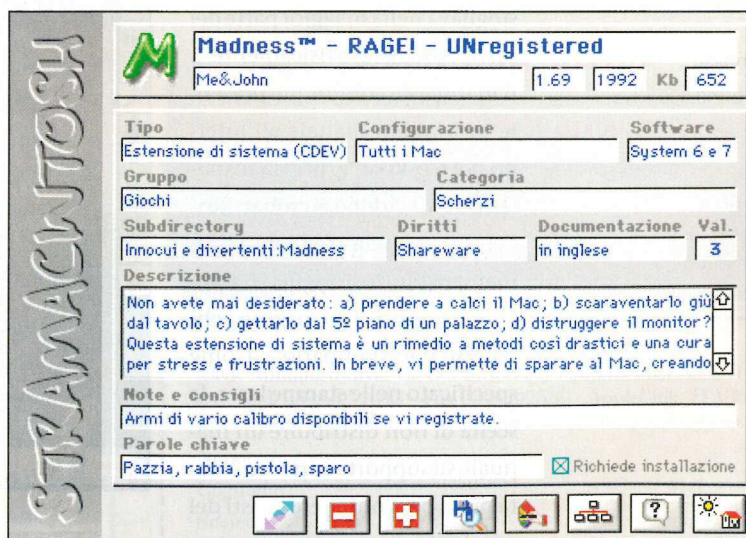 STRAMACINTOSH
M
Madness™ - RAGE! - UNregistered
Me&John 1.69 1992 Kb 652
Tipo Configurazione Software
Estensione di sistema (CDEV) Tutti i Mac System 6 e 7
Gruppo Categoria
Giochi Scherzi
Subdirectory Diritti Documentazione Val.
Innocui e divertenti:Madness Shareware in inglese 3
Descrizione
Non avete mai desiderato: a) prendere a calci il Mac; b) scaraventarlo giù
dal tavolo; c) gettarlo dal 5º piano di un palazzo; d) distruggere il monitor?
Questa estensione di sistema è un rimedio a metodi così drastici e una cura
per stress e frustrazioni. In breve, vi permette di sparare al Mac, creando
Note e consigli
Armi di vario calibro disponibili se vi registrate.
Parole chiave
Pazzia, rabbia, pistola, sparo Richiede installazione
?